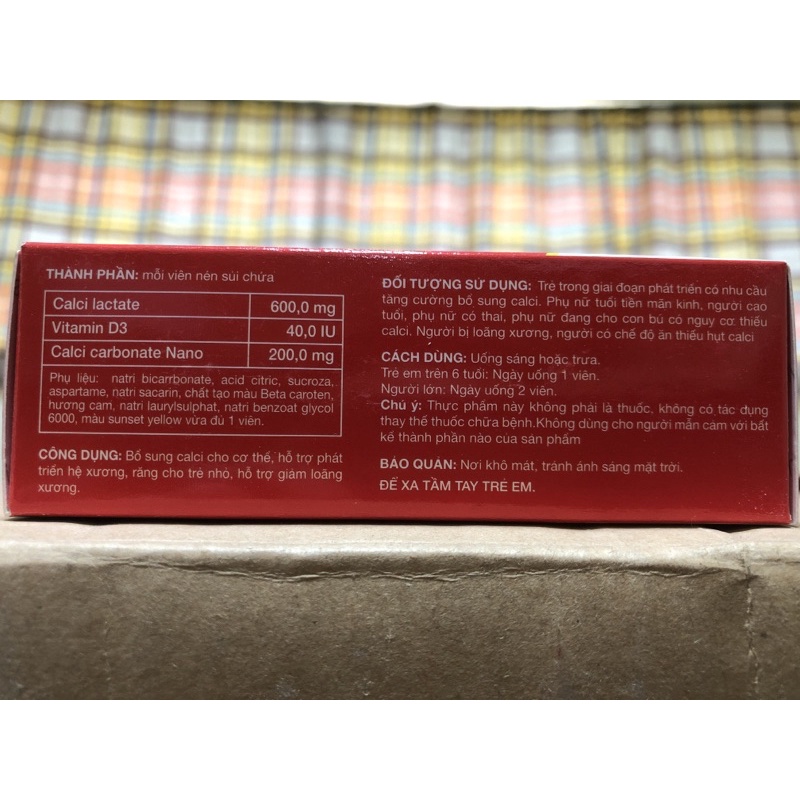 THÀNH PHẦN: mỗi viên nén sủi chứa
Calci lactate 600,0 mg
Vitamin D3 40,0 IU
Calci carbonate Nano 200,0 mg
Phụ liệu: natri bicarrbonate, acid citric, sucroza,
aspartame, natri sacarin, chất tạo màu Beta caroten,
hương cam, natri laurylsulphat, natri benzoat glycol
6000, màu sunset yellow vừa đủ 1 viên.
CÔNG DỤNG: Bổ sung calci cho cơ thể, hỗ trợ phát
triển hệ xương, răng cho trẻ nhỏ, hỗ trợ giảm loãng
xương.
ĐỐI TƯỢNG SỬ DỤNG: Trẻ trong giai đoạn phát triển có nhu cầu
tăng cường bổ sung calci. Phụ nữ tuổi tiền mãn kinh, người cao
tuổi, phụ nữ có thai, phụ nữ đang cho con bú có nguy cơ thiếu
calci. Người bị loãng xương, người có chế độ ăn thiếu hụt calci
CÁCH DÙNG: Uống sáng hoặc trưa.
Trẻ em trên 6 tuổi: Ngày uống 1 viên.
Người lớn: Ngày uống 2 viên.
Chú ý: Thực phẩm này không phải là thuốc, không có tác dụng
thay thế thuốc chữa bệnh.Không dùng cho người mẫn cảm với bất
kế thành phần nào của sản phẩm
BẢO QUẢN: Nơi khô mát, tránh ánh sáng mặt trời.
ĐỂ XA TẦM TAY TRẺ EM.